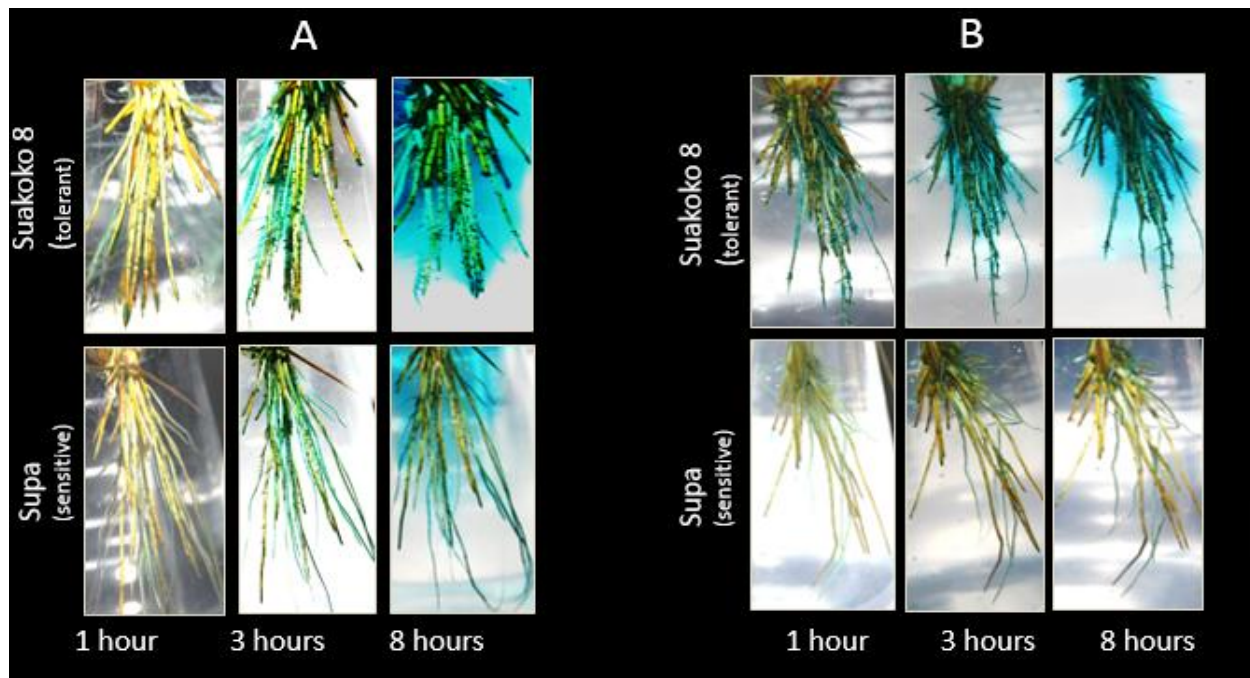 A
B
Suakoko 8
(tolerant)
Suakoko 8
(tolerant)
Supa
(sensitive)
Supa
(sensitive)
1 hour
3 hours
8 hours
1 hour
3 hours
8 hours